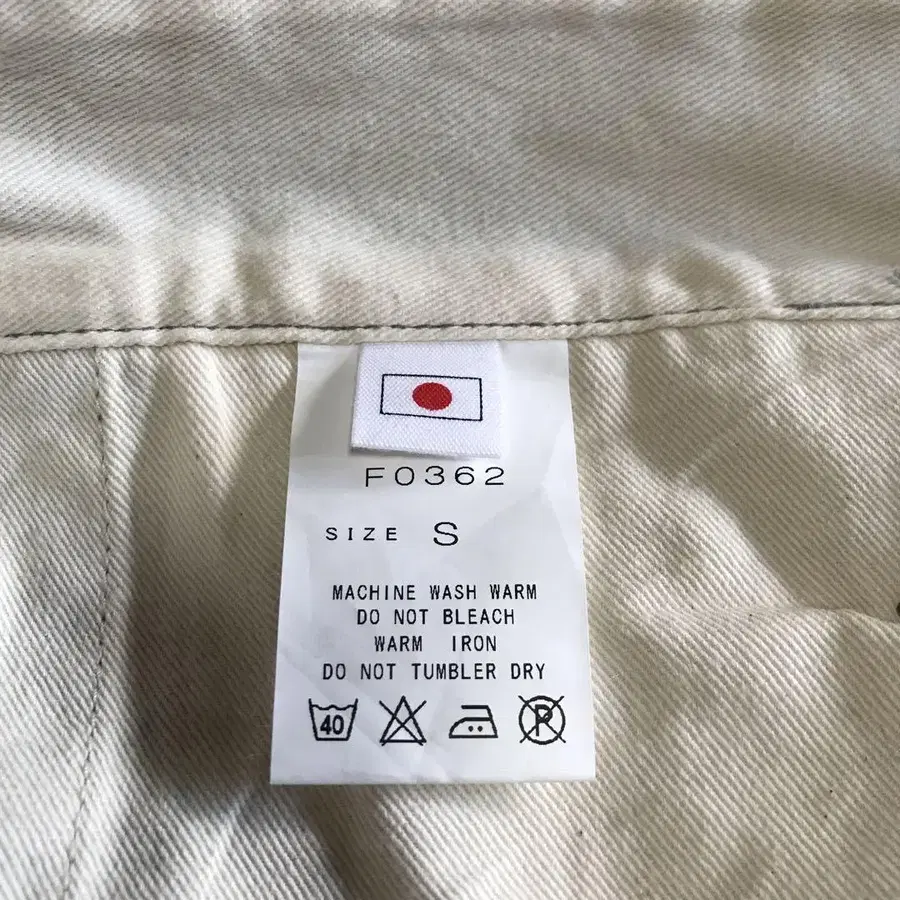 F0362
SIZE S
MACHINE WASH WARM
DO NOT BLEACH
WARM IRON
DO NOT TUMBLER DRY
40
P